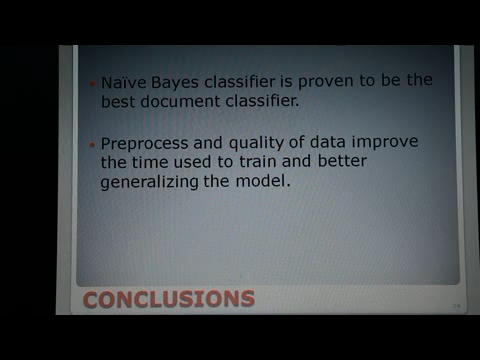 Naïve Bayes classifier is proven to be the
best document classifier.
Preprocess and quality of data improve
the time used to train and better
generalizing the model.
CONCLUSIONS